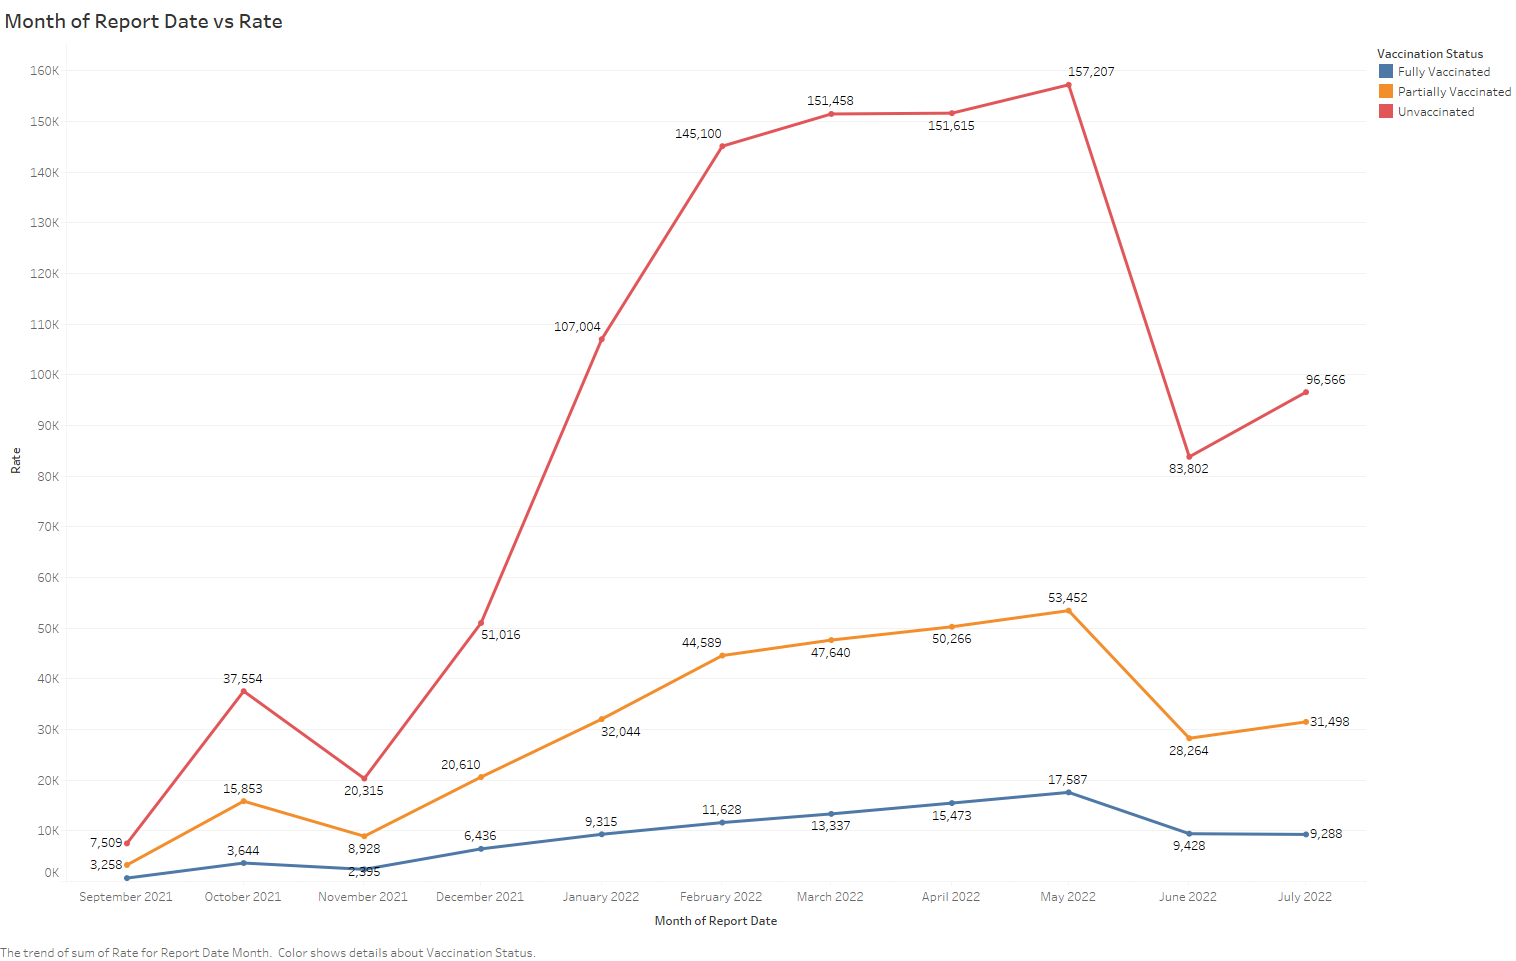 Month of Report Date vs Rate
Vaccination Status
Fully Vaccinated
Partially Vaccinated
Unvaccinated
Rate
160K
150K
140K
130K
120K
110K
100K
90K
80K
70K
60K
50K
40K
30K
20K
10K
0K
157,207
151,458
145,100
151,615
107,004
96,566
83,802
51,016
37,554
20,315
7,509
53,452
50,266
47,640
44,589
32,044
31,498
28,264
20,610
15,853
8,928
3,258
17,587
15,473
13,337
11,628
9,315
9,428
9,288
6,436
3,644
2,395
September 2021 October 2021 November 2021 December 2021 January 2022 February 2022 March 2022 April 2022 May 2022 June 2022 July 2022
Month of Report Date
The trend of sum of Rate for Report Date Month. Color shows details about Vaccination Status.